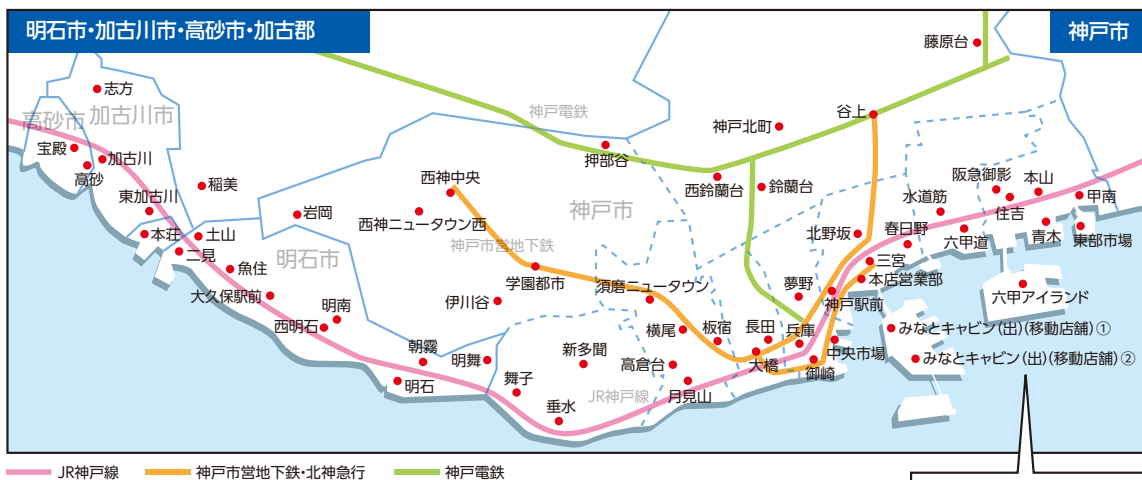 明石市・加古川市・高砂市・加古郡
神戸市
藤原台
志方
神戸電鉄
谷上
高砂市
加古川市
神戸北町
宝殿
加古川
押部谷
高砂
西神中央
西鈴蘭台
鈴蘭台
阪急御影
本山
稲美
東加古川
岩岡
西神ニュータウン西
神戸市
水道筋
住吉
甲南
本荘
土山
神戸市営地下鉄
北野坂
春日野
六甲道
青木
東部市場
二見
明石市
魚住
学園都市
三宮
本店営業部
大久保駅前
伊川谷
須磨ニュータウン
夢野
神戸駅前
六甲アイランド
明南
西明石
横尾
板宿
長田
兵庫
みなとキャビン(出)(移動店舗)①
朝霧
明舞
新多聞
高倉台
大橋
御崎
中央市場
みなとキャビン(出)(移動店舗)②
明石
舞子
JR神戸線
月見山
垂水
JR神戸線
神戸市営地下鉄・北神急行
神戸電鉄